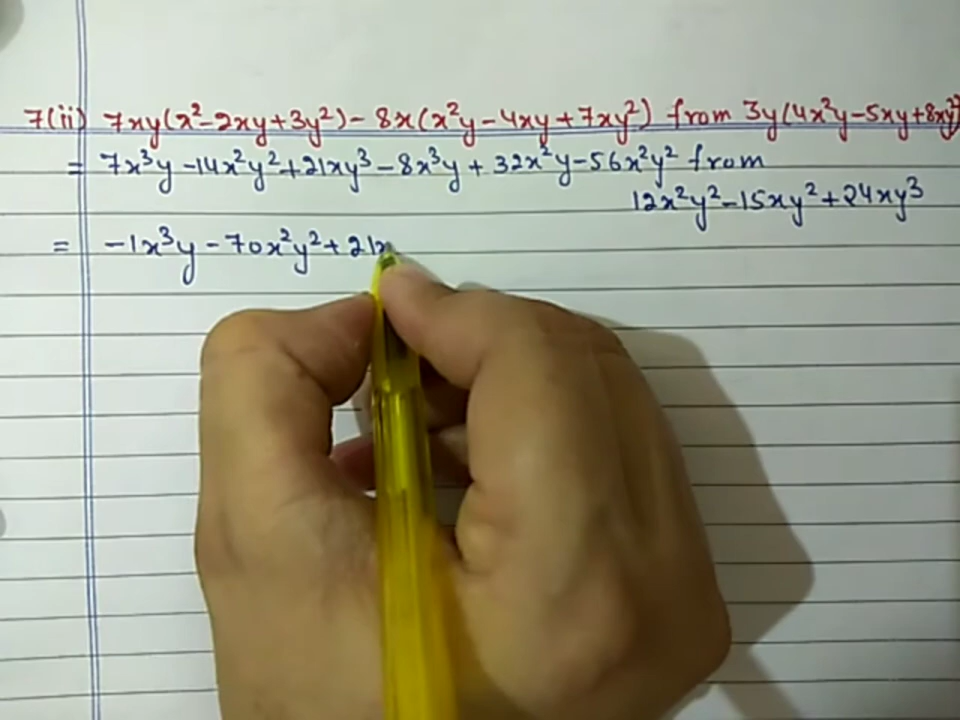 7(ii) 7xy(x²-2xy+3y²)- 8x(x²y-4xy+7xy²) from 3y(4x²y-5xy+8xy²)
= 7x³y -14x²y²+21xy³-8x³y + 32x²y-56x²y² from
12x²y²-15xy²+24xy³
= -1x³y -70x²y²+21x